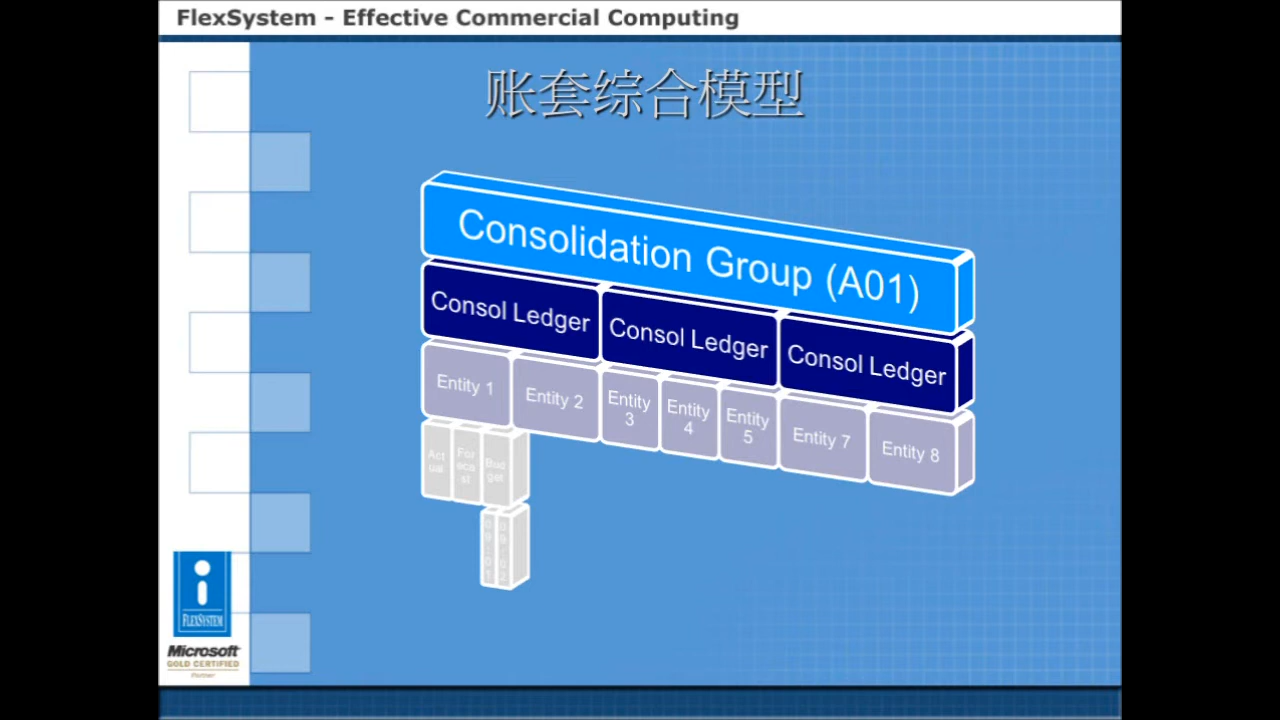 FlexSystem - Effective Commercial Computing
账套综合模型
Consolidation Group (A01)
Consol Ledger
Consol Ledger
Consol Ledger
Entity 1
Entity 2
Entity
3
Entity
4
Entity
5
Entity 7
Entity 8
Act
ual
For
eca
st
Bud
get
FLEXSYSTEM
Microsoft
GOLD CERTIFIED
Partner